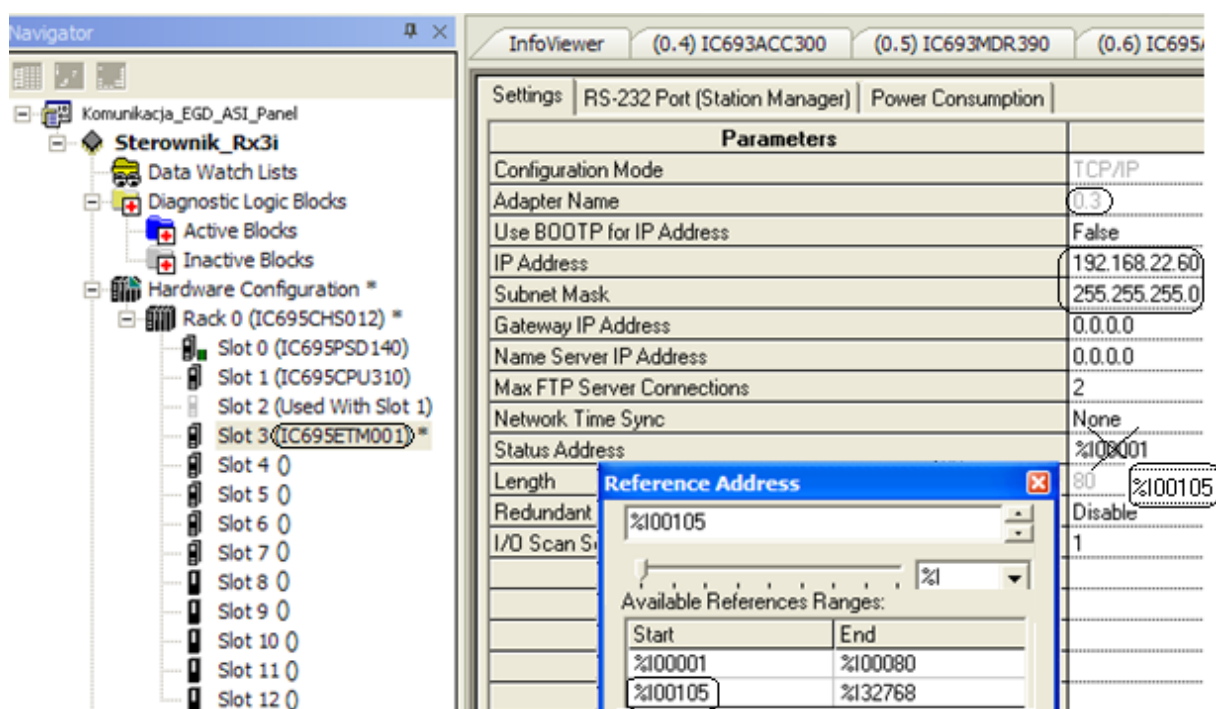 Navigator
Komunikacja_EGD_ASI_Panel
Sterownik_Rx3i
Data Watch Lists
Diagnostic Logic Blocks
Active Blocks
Inactive Blocks
Hardware Configuration *
Rack 0 (IC695CHS012) *
Slot 0 (IC695PSD140)
Slot 1 (IC695CPU310)
Slot 2 (Used With Slot 1)
Slot 3 (IC695ETM001) *
Slot 4 ()
Slot 5 ()
Slot 6 ()
Slot 7 ()
Slot 8 ()
Slot 9 ()
Slot 10 ()
Slot 11 ()
Slot 12 ()
InfoViewer (0.4) IC693ACC300 (0.5) IC693MDR390 (0.6) IC695
Settings RS-232 Port (Station Manager) Power Consumption
Parameters
Configuration Mode TCP/IP
Adapter Name 0.3
Use BOOTP for IP Address False
IP Address 192.168.22.60
Subnet Mask 255.255.255.0
Gateway IP Address 0.0.0.0
Name Server IP Address 0.0.0.0
Max FTP Server Connections 2
Network Time Sync None
Status Address %I00001
Length 80 %I00105
Redundant Disable
I/O Scan S 1
Reference Address
%I00105
%I
Available References Ranges:
Start End
%I00001 %I00080
%I00105 %I32768